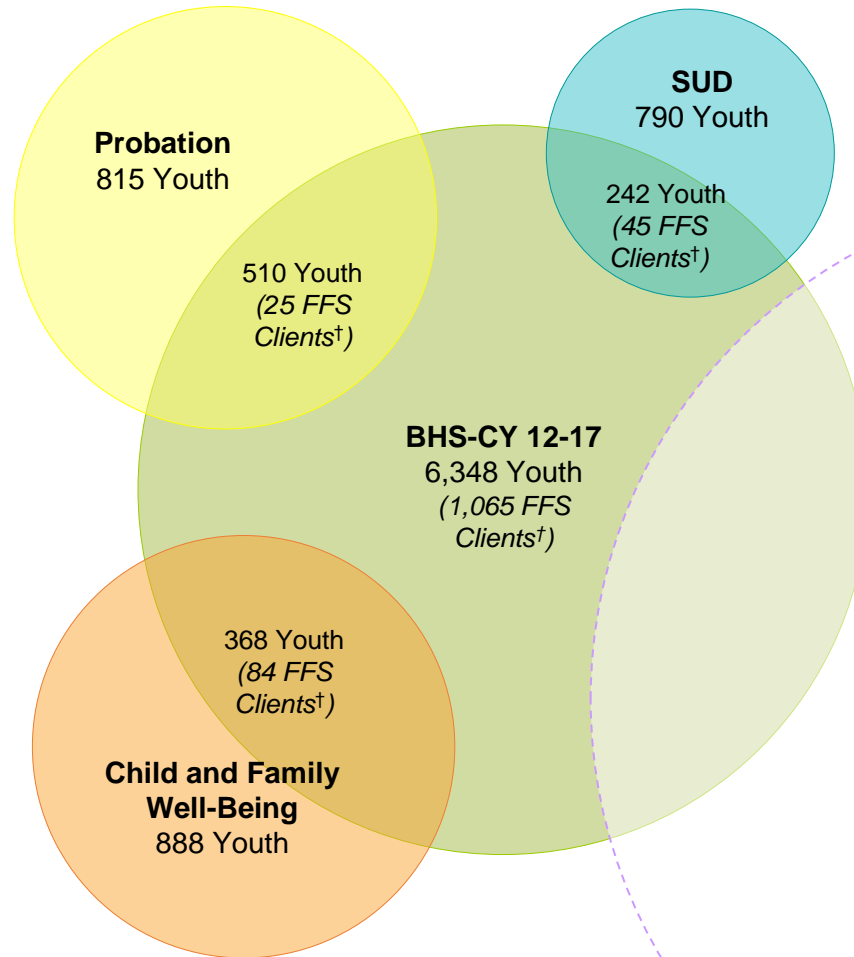 SUD
790 Youth
Probation
815 Youth
242 Youth
(45 FFS
Clients†)
510 Youth
(25 FFS
Clients†)
BHS-CY 12-17
6,348 Youth
(1,065 FFS
Clients†)
368 Youth
(84 FFS
Clients†)
Child and Family
Well-Being
888 Youth